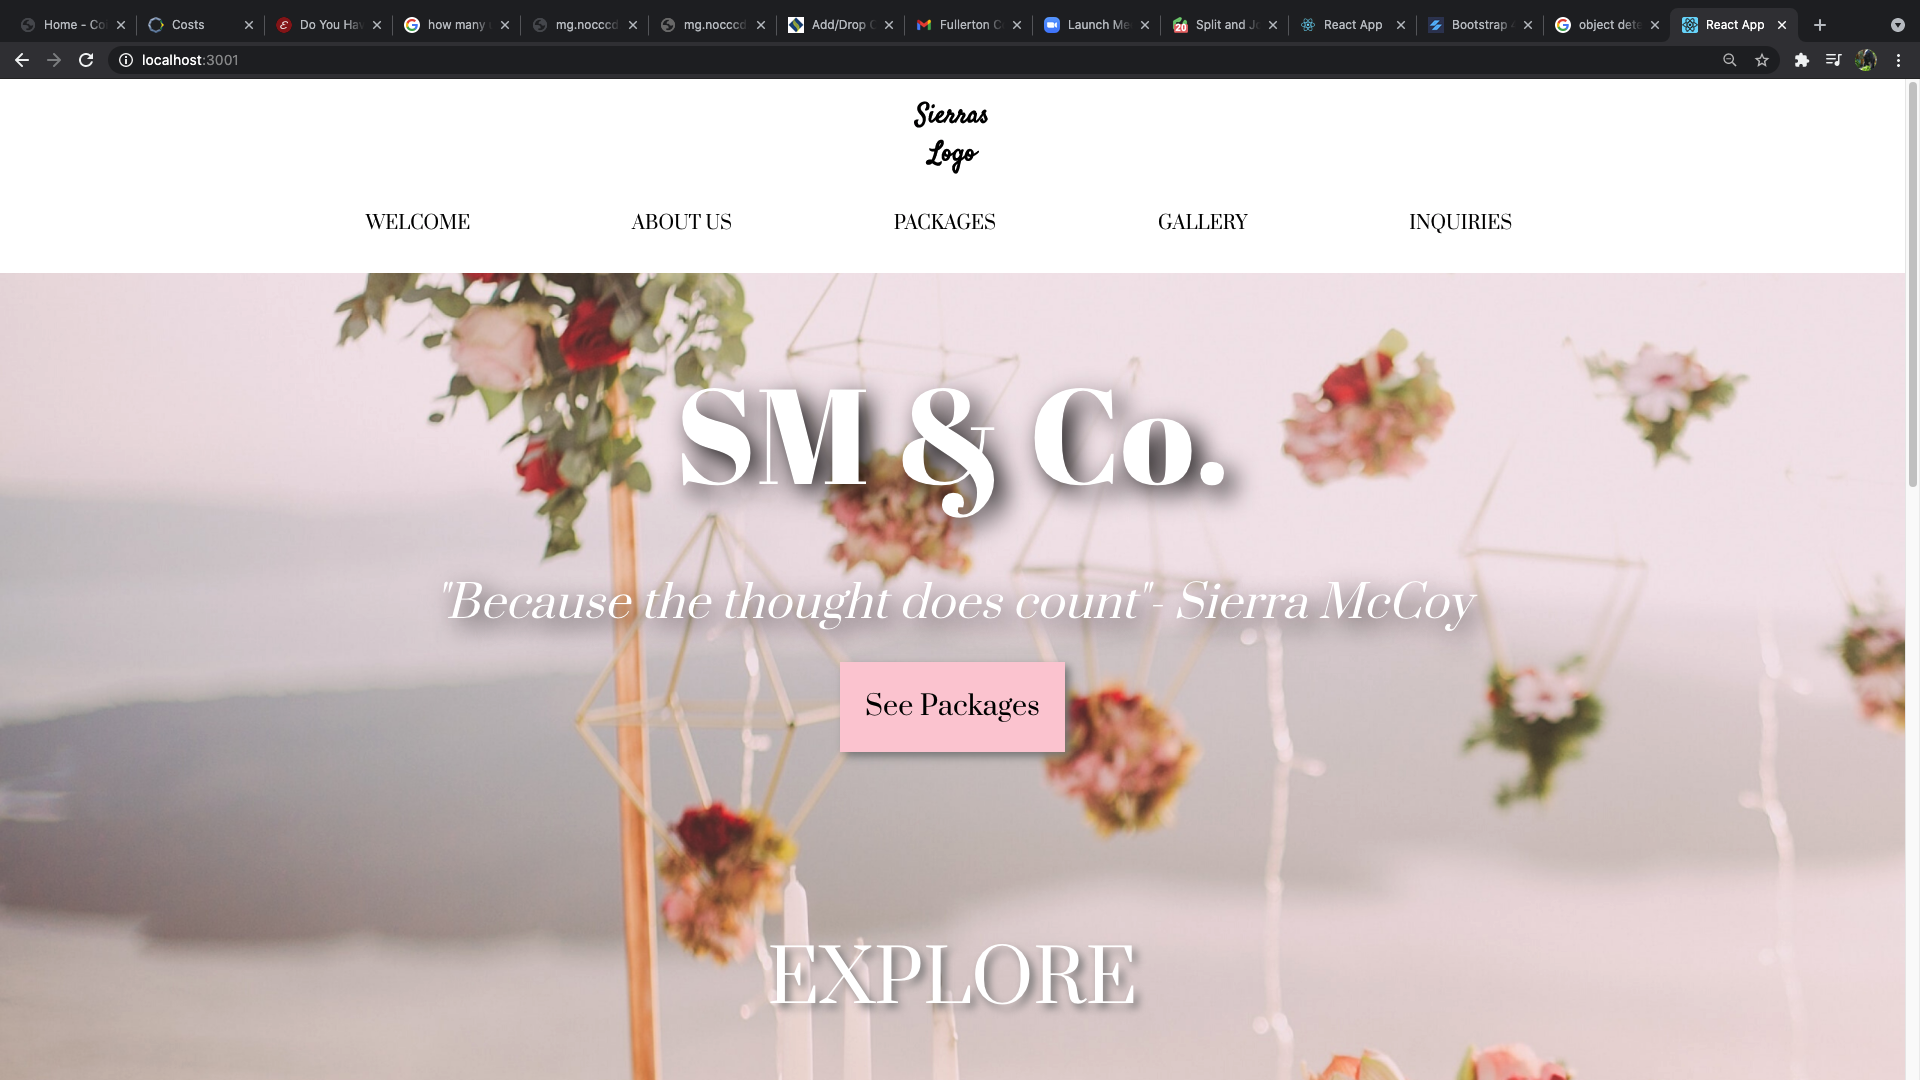 Home - Co
Costs
Do You Hav
how many
mg.nocccd
mg.nocccd
Add/Drop C
Fullerton C
Launch Me
Split and Jo
React App
Bootstrap
object dete
React App
localhost:3001
Sierras
Logo
WELCOME ABOUT US PACKAGES GALLERY INQUIRIES
SM & Co.
"Because the thought does count"- Sierra McCoy
See Packages
EXPLORE